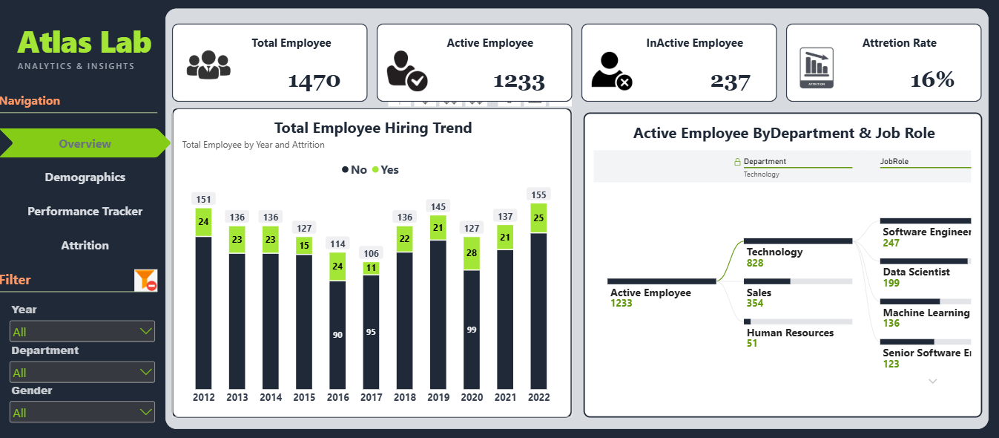 Atlas Lab
ANALYTICS & INSIGHTS
Navigation
Overview
Demographics
Performance Tracker
Attrition
Filter
Year
All
Department
All
Gender
All
Total Employee
1470
Active Employee
1233
InActive Employee
237
Attretion Rate
16%
ATTRITION
Total Employee Hiring Trend
Total Employee by Year and Attrition
No Yes
151 136 136 127 114 106 136 145 127 137 155
24 23 23 15 24 11 22 21 28 21 25
90 95 99
2012 2013 2014 2015 2016 2017 2018 2019 2020 2021 2022
Active Employee ByDepartment & Job Role
Department JobRole
Technology
Active Employee
1233
Technology
828
Sales
354
Human Resources
51
Software Engineer
247
Data Scientist
199
Machine Learning
136
Senior Software
123